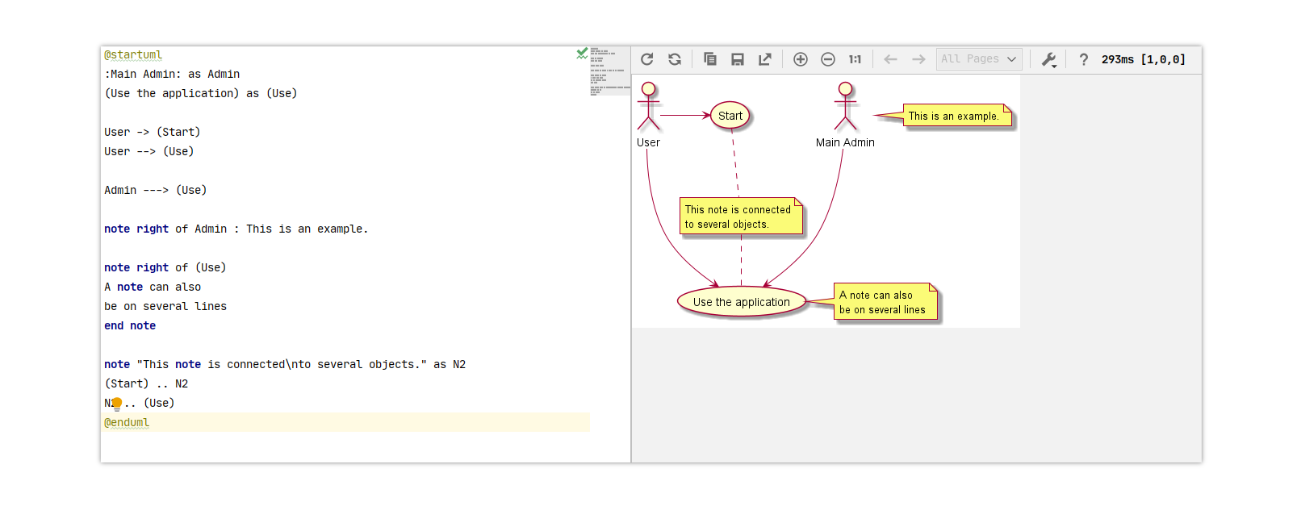 @startuml
:Main Admin: as Admin
(Use the application) as (Use)
User -> (Start)
User --> (Use)
Admin ---> (Use)
note right of Admin : This is an example.
note right of (Use)
A note can also
be on several lines
end note
note "This note is connected\nto several objects." as N2
(Start) .. N2
N2 .. (Use)
@enduml
1:1
All Pages
? 293ms [1,0,0]
Start
This is an example.
User
Main Admin
This note is connected
to several objects.
Use the application
A note can also
be on several lines